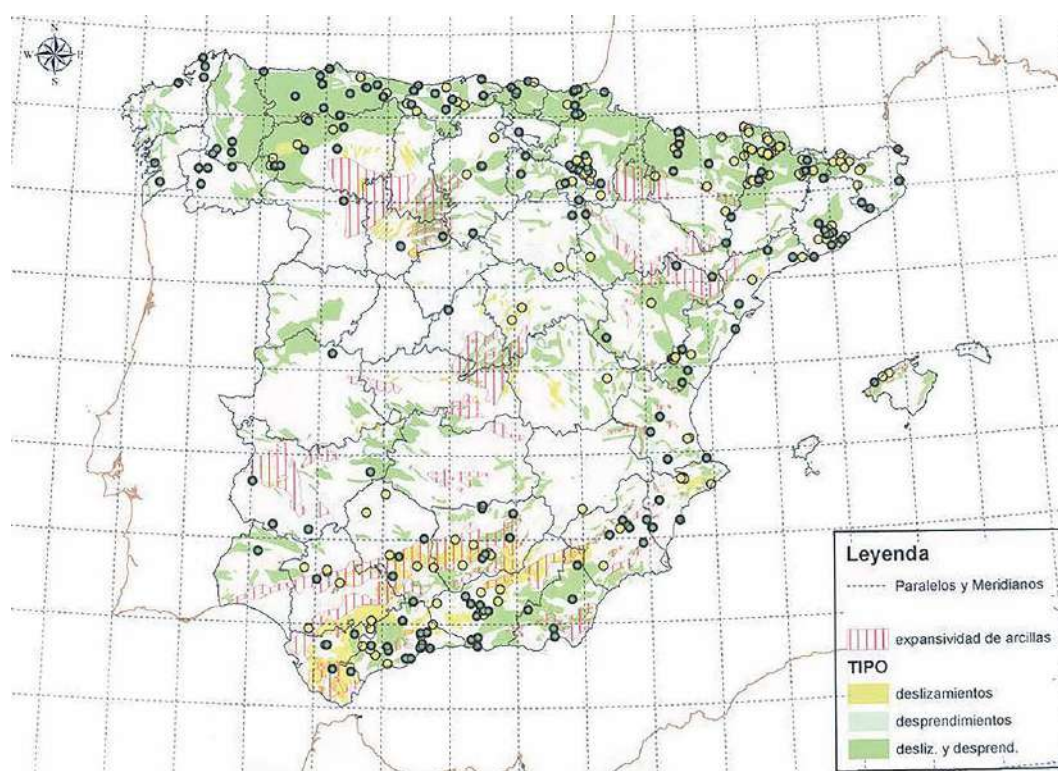 N
W E
S
Leyenda
Paralelos y Meridianos
expansividad de arcillas
TIPO
deslizamientos
desprendimientos
desliz. y desprend.